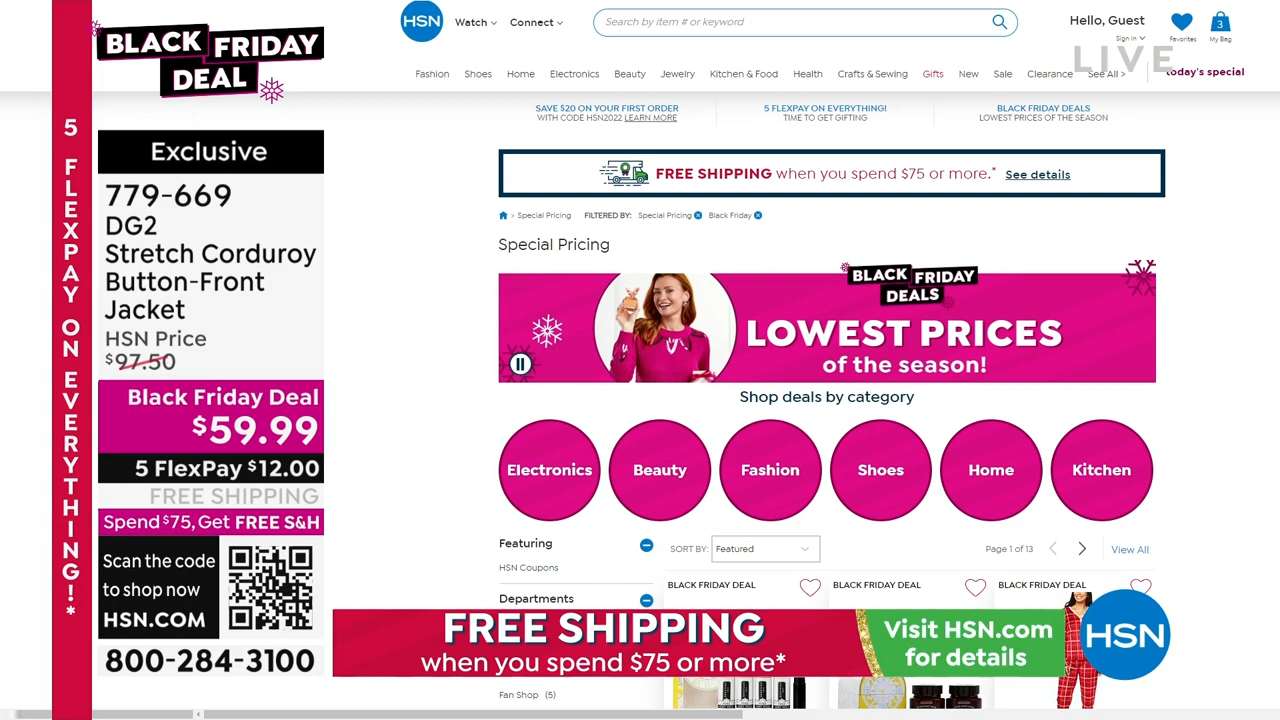 BLACK FRIDAY
DEAL
5 FLEXPAY ON EVERYTHING!*
Exclusive
779-669
DG2
Stretch Corduroy
Button-Front
Jacket
HSN Price
$97.50
Black Friday Deal
$59.99
5 FlexPay $12.00
FREE SHIPPING
Spend $75, Get FREE S&H
Scan the code
to shop now
HSN.COM
800-284-3100
HSN
Watch
Connect
Search by item # or keyword
Hello, Guest
Sign In
Favorites
3
My Bag
LIVE
Fashion Shoes Home Electronics Beauty Jewelry Kitchen & Food Health Crafts & Sewing Gifts New Sale Clearance See All >
today's special
SAVE $20 ON YOUR FIRST ORDER
WITH CODE HSN2022 LEARN MORE
5 FLEXPAY ON EVERYTHING!
TIME TO GET GIFTING
BLACK FRIDAY DEALS
LOWEST PRICES OF THE SEASON
FREE SHIPPING when you spend $75 or more.* See details
> Special Pricing FILTERED BY: Special Pricing Black Friday
Special Pricing
BLACK FRIDAY
DEALS
LOWEST PRICES
of the season!
Shop deals by category
Electronics Beauty Fashion Shoes Home Kitchen
Featuring
HSN Coupons
Departments
SORT BY: Featured
Page 1 of 13
View All
BLACK FRIDAY DEAL BLACK FRIDAY DEAL BLACK FRIDAY DEAL
FREE SHIPPING
when you spend $75 or more*
Visit HSN.com
for details
HSN
Fan Shop (5)